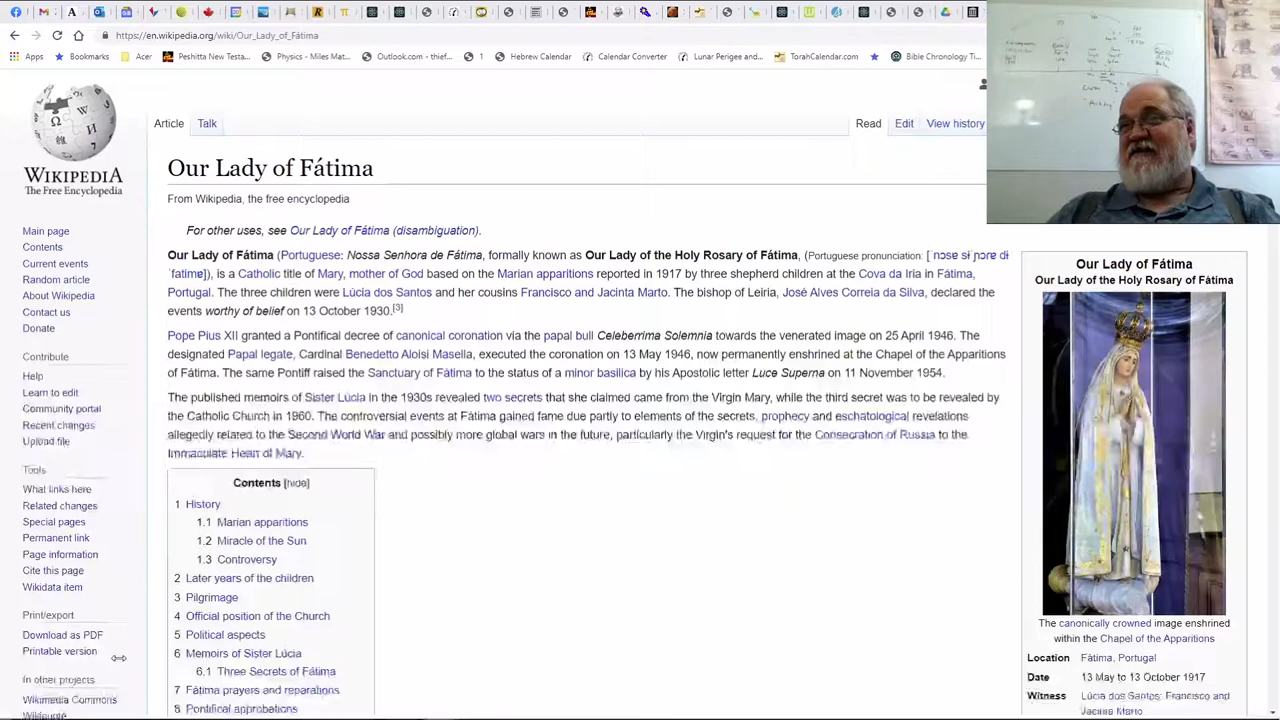 https://en.wikipedia.org/wiki/Our_Lady_of_Fátima
Apps Bookmarks Acer Peshitta New Testa... Physics - Miles Mat... Outlook.com - thief... 1 Hebrew Calendar Calendar Converter Lunar Perigee and... TorahCalendar.com Bible Chronology Ti...
Article Talk Read Edit View history
WIKIPEDIA
The Free Encyclopedia
Main page
Contents
Current events
Random article
About Wikipedia
Contact us
Donate
Contribute
Help
Learn to edit
Community portal
Recent changes
Upload file
Tools
What links here
Related changes
Special pages
Permanent link
Page information
Cite this page
Wikidata item
Print/export
Download as PDF
Printable version
In other projects
Wikimedia Commons
Wikiquote
Our Lady of Fátima
From Wikipedia, the free encyclopedia
For other uses, see Our Lady of Fátima (disambiguation).
Our Lady of Fátima (Portuguese: Nossa Senhora de Fátima, formally known as Our Lady of the Holy Rosary of Fátima, (Portuguese pronunciation: [ˈnɔsɐ sɨˈɲoɾɐ dɨ
ˈfatimɐ]), is a Catholic title of Mary, mother of God based on the Marian apparitions reported in 1917 by three shepherd children at the Cova da Iria in Fátima,
Portugal. The three children were Lúcia dos Santos and her cousins Francisco and Jacinta Marto. The bishop of Leiria, José Alves Correia da Silva, declared the
events worthy of belief on 13 October 1930.[3]
Pope Pius XII granted a Pontifical decree of canonical coronation via the papal bull Celeberrima Solemnia towards the venerated image on 25 April 1946. The
designated Papal legate, Cardinal Benedetto Aloisi Masella, executed the coronation on 13 May 1946, now permanently enshrined at the Chapel of the Apparitions
of Fátima. The same Pontiff raised the Sanctuary of Fátima to the status of a minor basilica by his Apostolic letter Luce Superna on 11 November 1954.
The published memoirs of Sister Lúcia in the 1930s revealed two secrets that she claimed came from the Virgin Mary, while the third secret was to be revealed by
the Catholic Church in 1960. The controversial events at Fátima gained fame due partly to elements of the secrets, prophecy and eschatological revelations
allegedly related to the Second World War and possibly more global wars in the future, particularly the Virgin's request for the Consecration of Russia to the
Immaculate Heart of Mary.
Contents [hide]
1 History
1.1 Marian apparitions
1.2 Miracle of the Sun
1.3 Controversy
2 Later years of the children
3 Pilgrimage
4 Official position of the Church
5 Political aspects
6 Memoirs of Sister Lúcia
6.1 Three Secrets of Fátima
7 Fátima prayers and reparations
8 Pontifical approbations
Our Lady of Fátima
Our Lady of the Holy Rosary of Fátima
The canonically crowned image enshrined
within the Chapel of the Apparitions
Location Fátima, Portugal
Date 13 May to 13 October 1917
Witness Lúcia dos Santos; Francisco and
Jacinta Marto